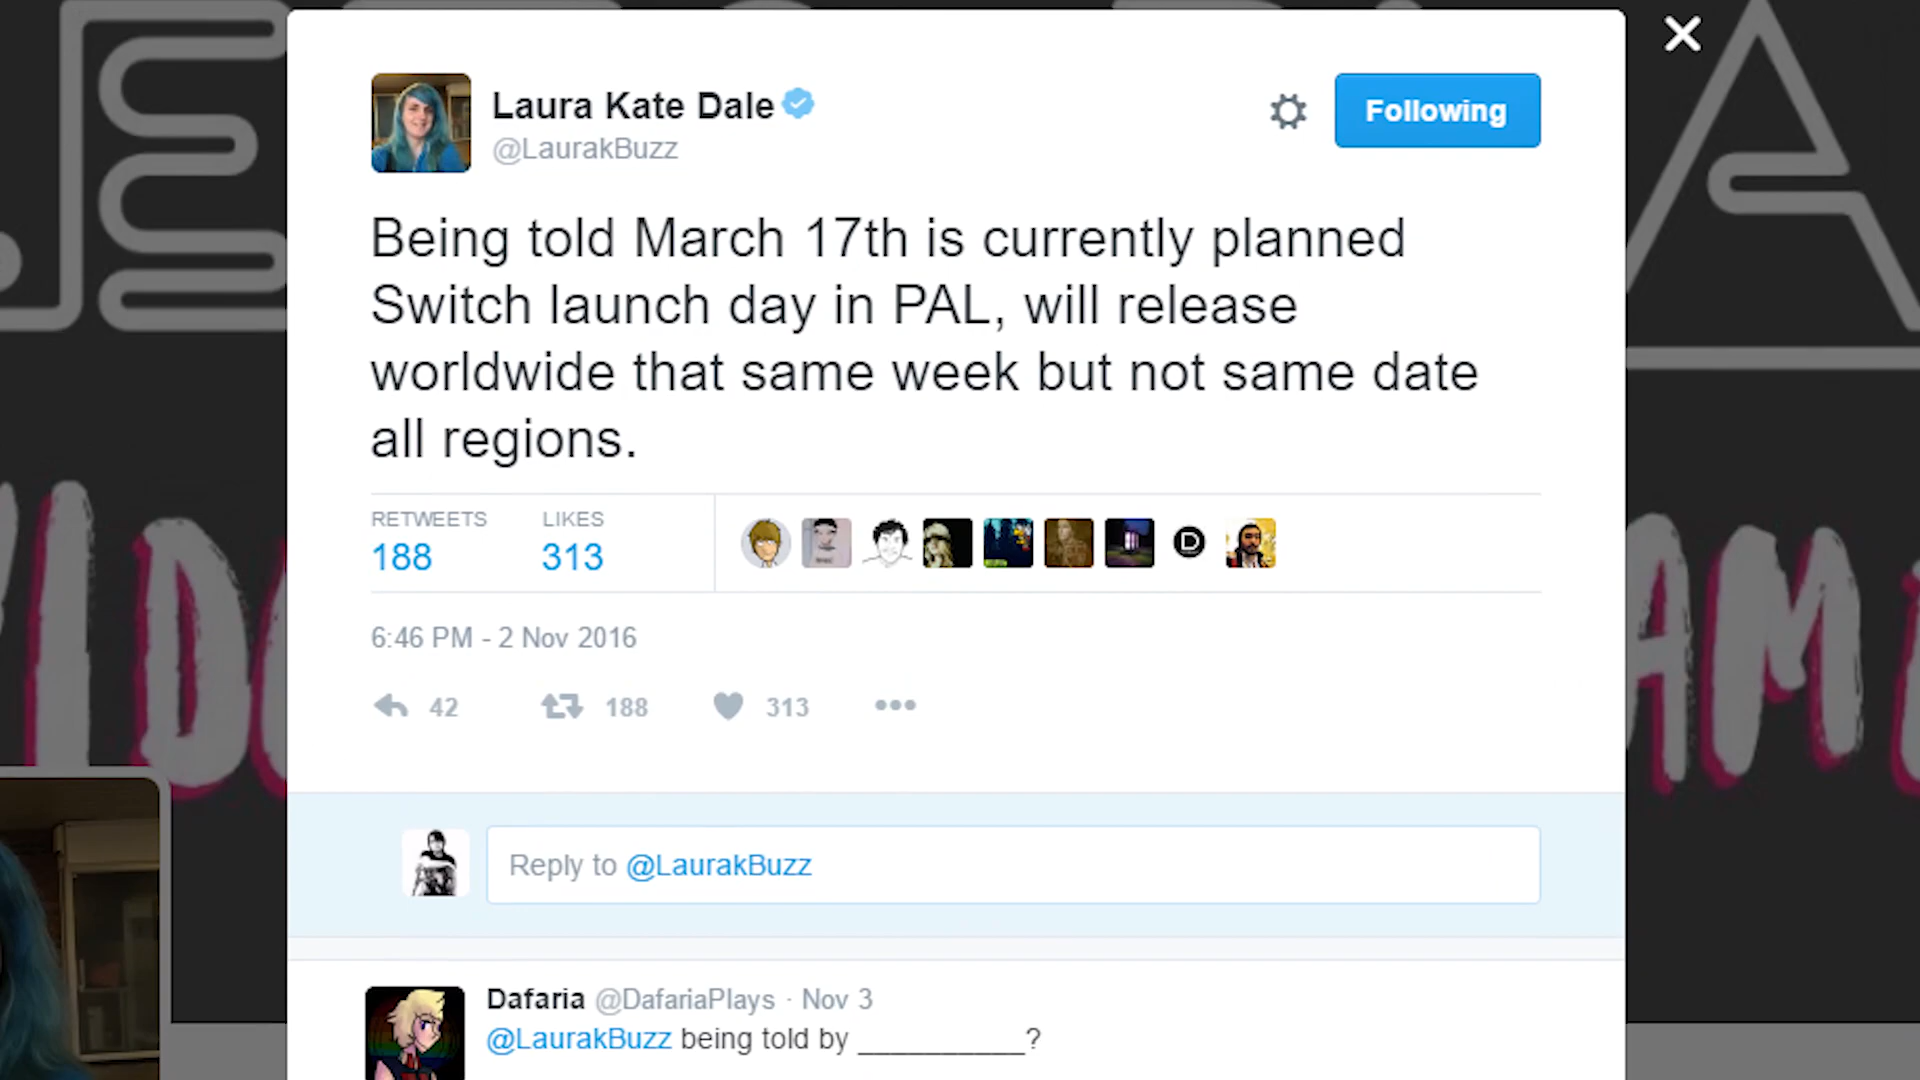 Laura Kate Dale
@LaurakBuzz
Following
Being told March 17th is currently planned
Switch launch day in PAL, will release
worldwide that same week but not same date
all regions.
RETWEETS LIKES
188 313
D
6:46 PM - 2 Nov 2016
42 188 313
Reply to @LaurakBuzz
Dafaria @DafariaPlays · Nov 3
@LaurakBuzz being told by ___________?